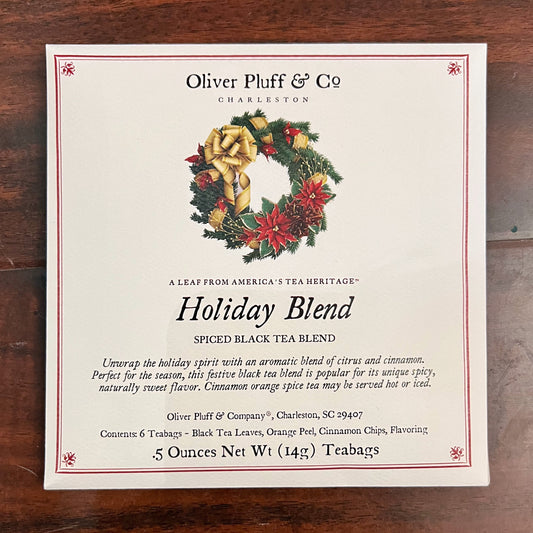 Oliver Pluff & Co
CHARLESTON
A LEAF FROM AMERICA'S TEA HERITAGE™
Holiday Blend
SPICED BLACK TEA BLEND
Unwrap the holiday spirit with an aromatic blend of citrus and cinnamon.
Perfect for the season, this festive black tea blend is popular for its unique spicy,
naturally sweet flavor. Cinnamon orange spice tea may be served hot or iced.
Oliver Pluff & Company®, Charleston, SC 29407
Contents: 6 Teabags - Black Tea Leaves, Orange Peel, Cinnamon Chips, Flavoring
.5 Ounces Net Wt (14g) Teabags